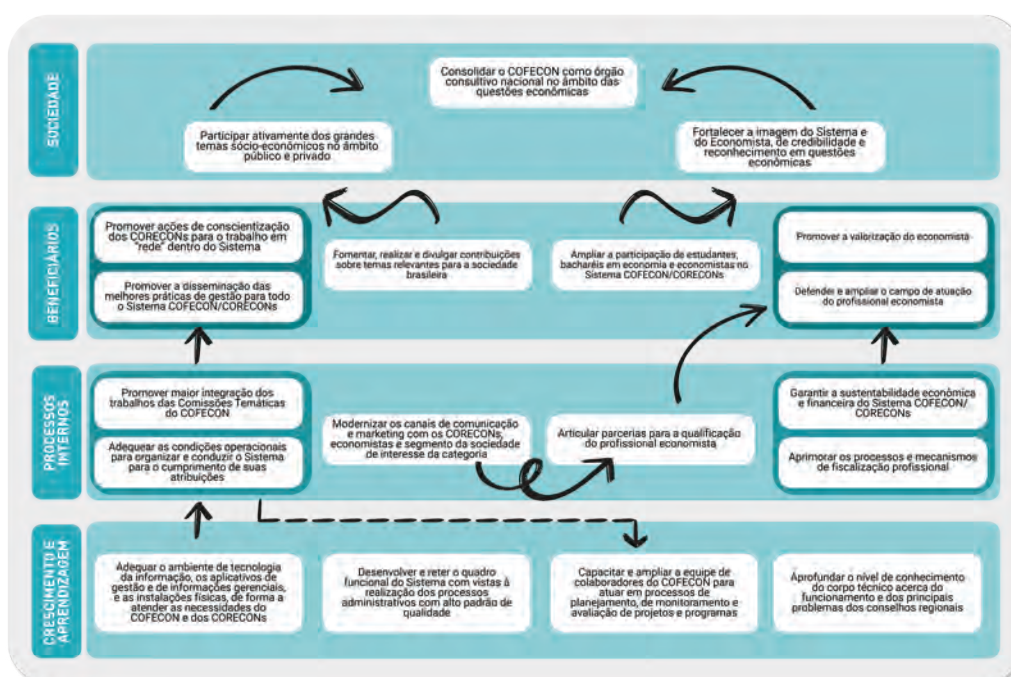 SOCIEDADE
Consolidar o COFECON como órgão
consultivo nacional no âmbito das
questões econômicas
Participar ativamente dos grandes
temas sócio-econômicos no âmbito
público e privado
Fortalecer a imagem do Sistema e
do Economista, de credibilidade e
reconhecimento em questões
econômicas
BENEFICIÁRIOS
Promover ações de conscientização
dos CORECONs para o trabalho em
"rede" dentro do Sistema
Promover a disseminação das
melhores práticas de gestão para todo
o Sistema COFECON/CORECONs
Fomentar, realizar e divulgar contribuições
sobre temas relevantes para a sociedade
brasileira
Ampliar a participação de estudantes,
bacharéis em economia e economistas no
Sistema COFECON/CORECONs
Promover a valorização do economista
Defender e ampliar o campo de atuação
do profissional economista
PROCESSOS
INTERNOS
Promover maior integração dos
trabalhos das Comissões Temáticas
do COFECON
Adequear as condições operacionais
para organizar e conduzir o Sistema
para o cumprimento de suas
atribuições
Modernizar os canais de comunicação
e marketing com os CORECONs,
economistas e segmento da sociedade
de interesse da categoria
Articular parcerias para a qualificação
do profissional economista
Garantir a sustentabilidade econômica
e financeira do Sistema COFECON/
CORECONs
Aprimorar os processos e mecanismos
de fiscalização profissional
CRESCIMENTO E
APRENDIZAGEM
Adequar o ambiente de tecnologia
da informação, os aplicativos de
gestão e de informações gerenciais,
e as instalações físicas, de forma a
atender as necessidades do
COFECON e dos CORECONs
Desenvolver e reter o quadro
funcional do Sistema com vistas à
realização dos processos
administrativos com alto padrão de
qualidade
Capacitar e ampliar a equipe de
colaboradores do COFECON para
atuar em processos de
planejamento, de monitoramento e
avaliação de projetos e programas
Aprofundar o nível de conhecimento
do corpo técnico acerca do
funcionamento e dos principais
problemas dos conselhos regionais